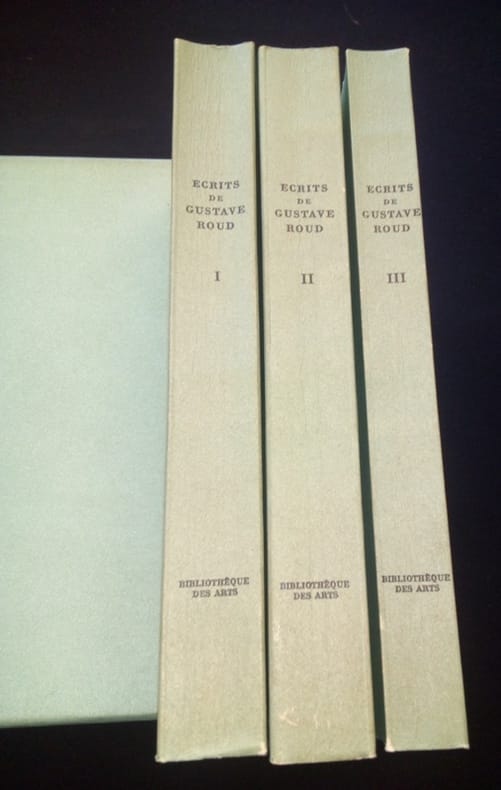 ECRITS
DE
GUSTAVE
ROUD
I
BIBLIOTHÈQUE
DES ARTS
ECRITS
DE
GUSTAVE
ROUD
II
BIBLIOTHÈQUE
DES ARTS
ECRITS
DE
GUSTAVE
ROUD
III
BIBLIOTHÈQUE
DES ARTS